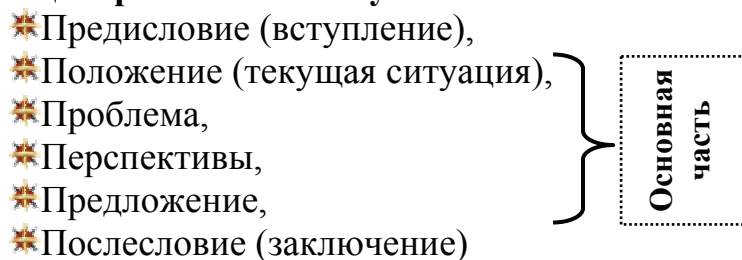 Предисловие (вступление),
Положение (текущая ситуация),
Проблема,
Перспективы,
Предложение,
Послесловие (заключение)
Основная
часть